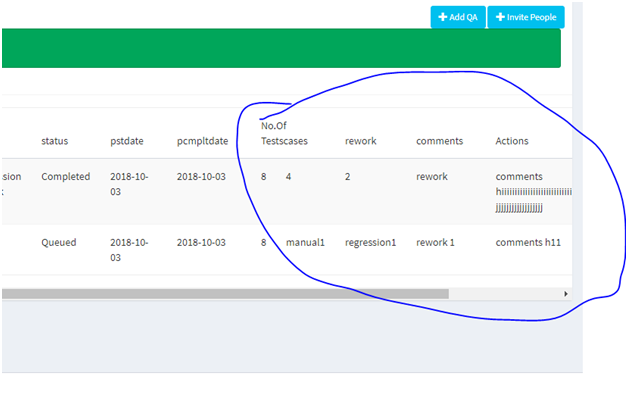 + Add QA + Invite People
No.Of
status pstdate pcmpltdate Testscases rework comments Actions
sion Completed 2018-10- 2018-10-03 8 4 2 rework comments
03
Queued 2018-10- 2018-10-03 8 manual1 regression1 rework 1 comments h11
03